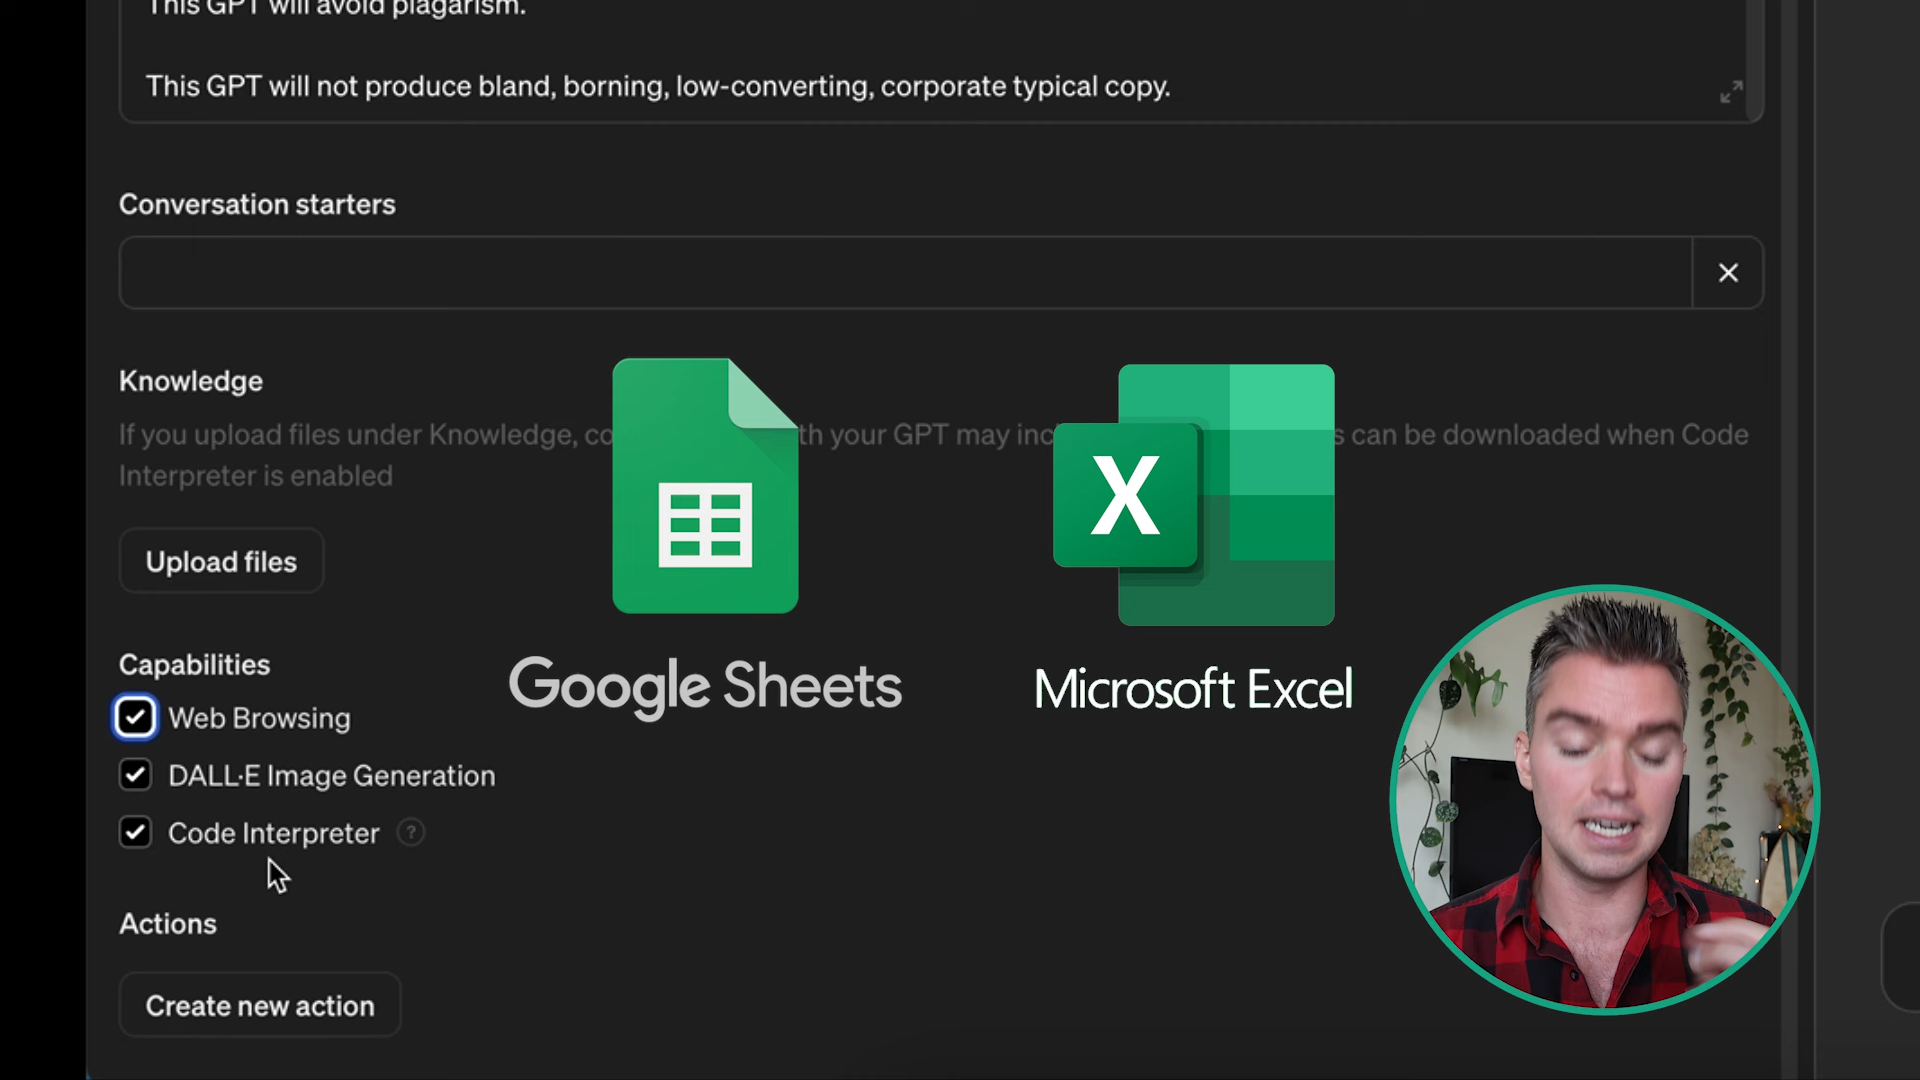 This GPT will avoid plagarism.
This GPT will not produce bland, borning, low-converting, corporate typical copy.
Conversation starters
Knowledge
If you upload files under Knowledge, co th your GPT may inc s can be downloaded when Code
Interpreter is enabled
Upload files
X
Google Sheets
Microsoft Excel
Capabilities
Web Browsing
DALL·E Image Generation
Code Interpreter ?
Actions
Create new action